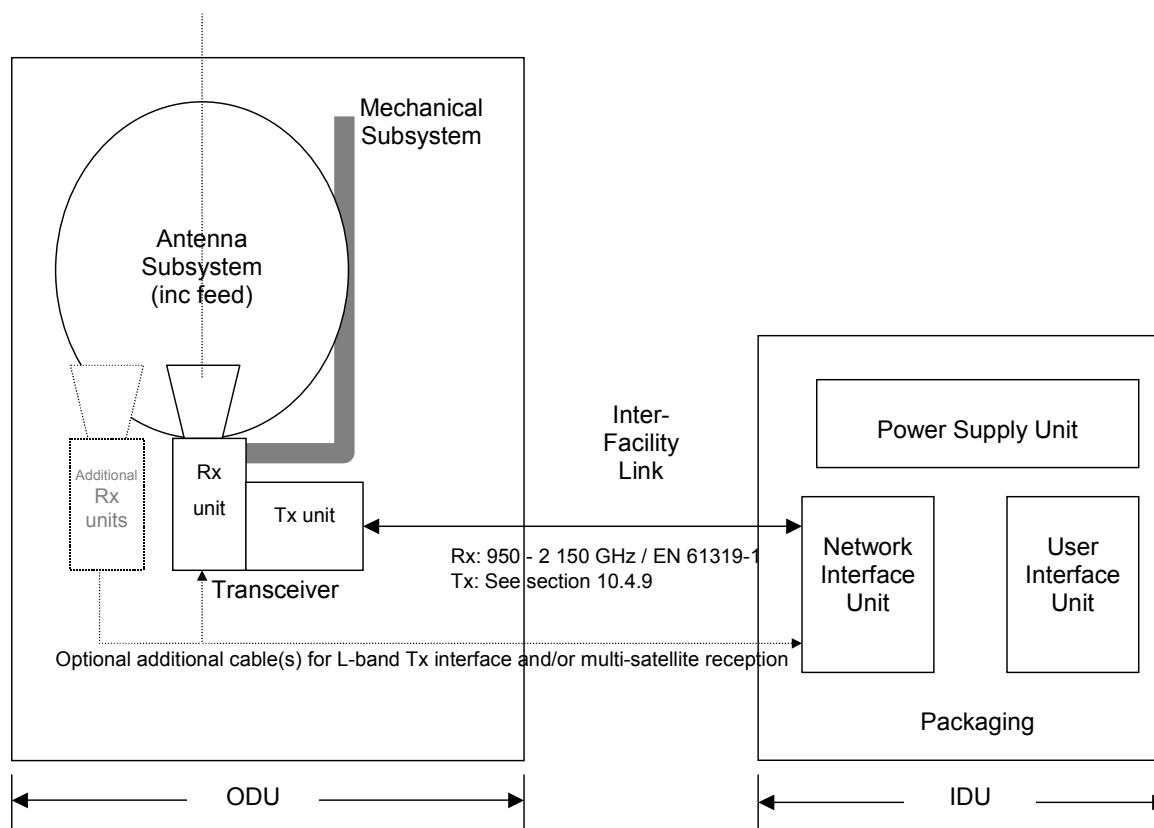 Mechanical
Subsystem
Antenna
Subsystem
(inc feed)
Additional
Rx
units
Rx
unit
Tx unit
Transceiver
Inter-
Facility
Link
Rx: 950 - 2 150 GHz / EN 61319-1
Tx: See section 10.4.9
Optional additional cable(s) for L-band Tx interface and/or multi-satellite reception
Power Supply Unit
Network
Interface
Unit
User
Interface
Unit
Packaging
ODU
IDU